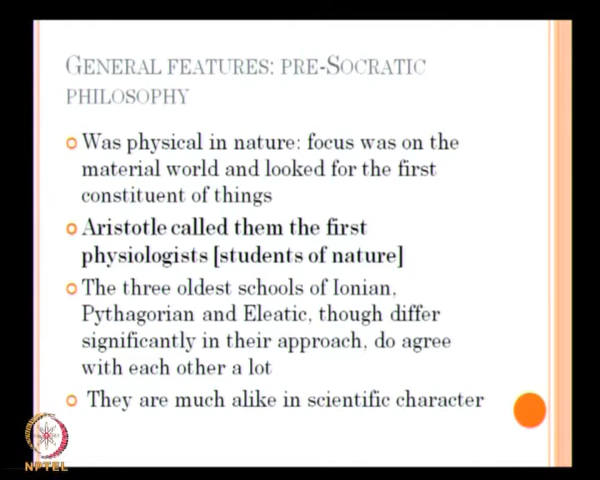 GENERAL FEATURES: PRE-SOCRATIC
PHILOSOPHY
Was physical in nature: focus was on the
material world and looked for the first
constituent of things
Aristotle called them the first
physiologists [students of nature]
The three oldest schools of Ionian,
Pythagorian and Eleatic, though differ
significantly in their approach, do agree
with each other a lot
They are much alike in scientific character
NPTEL